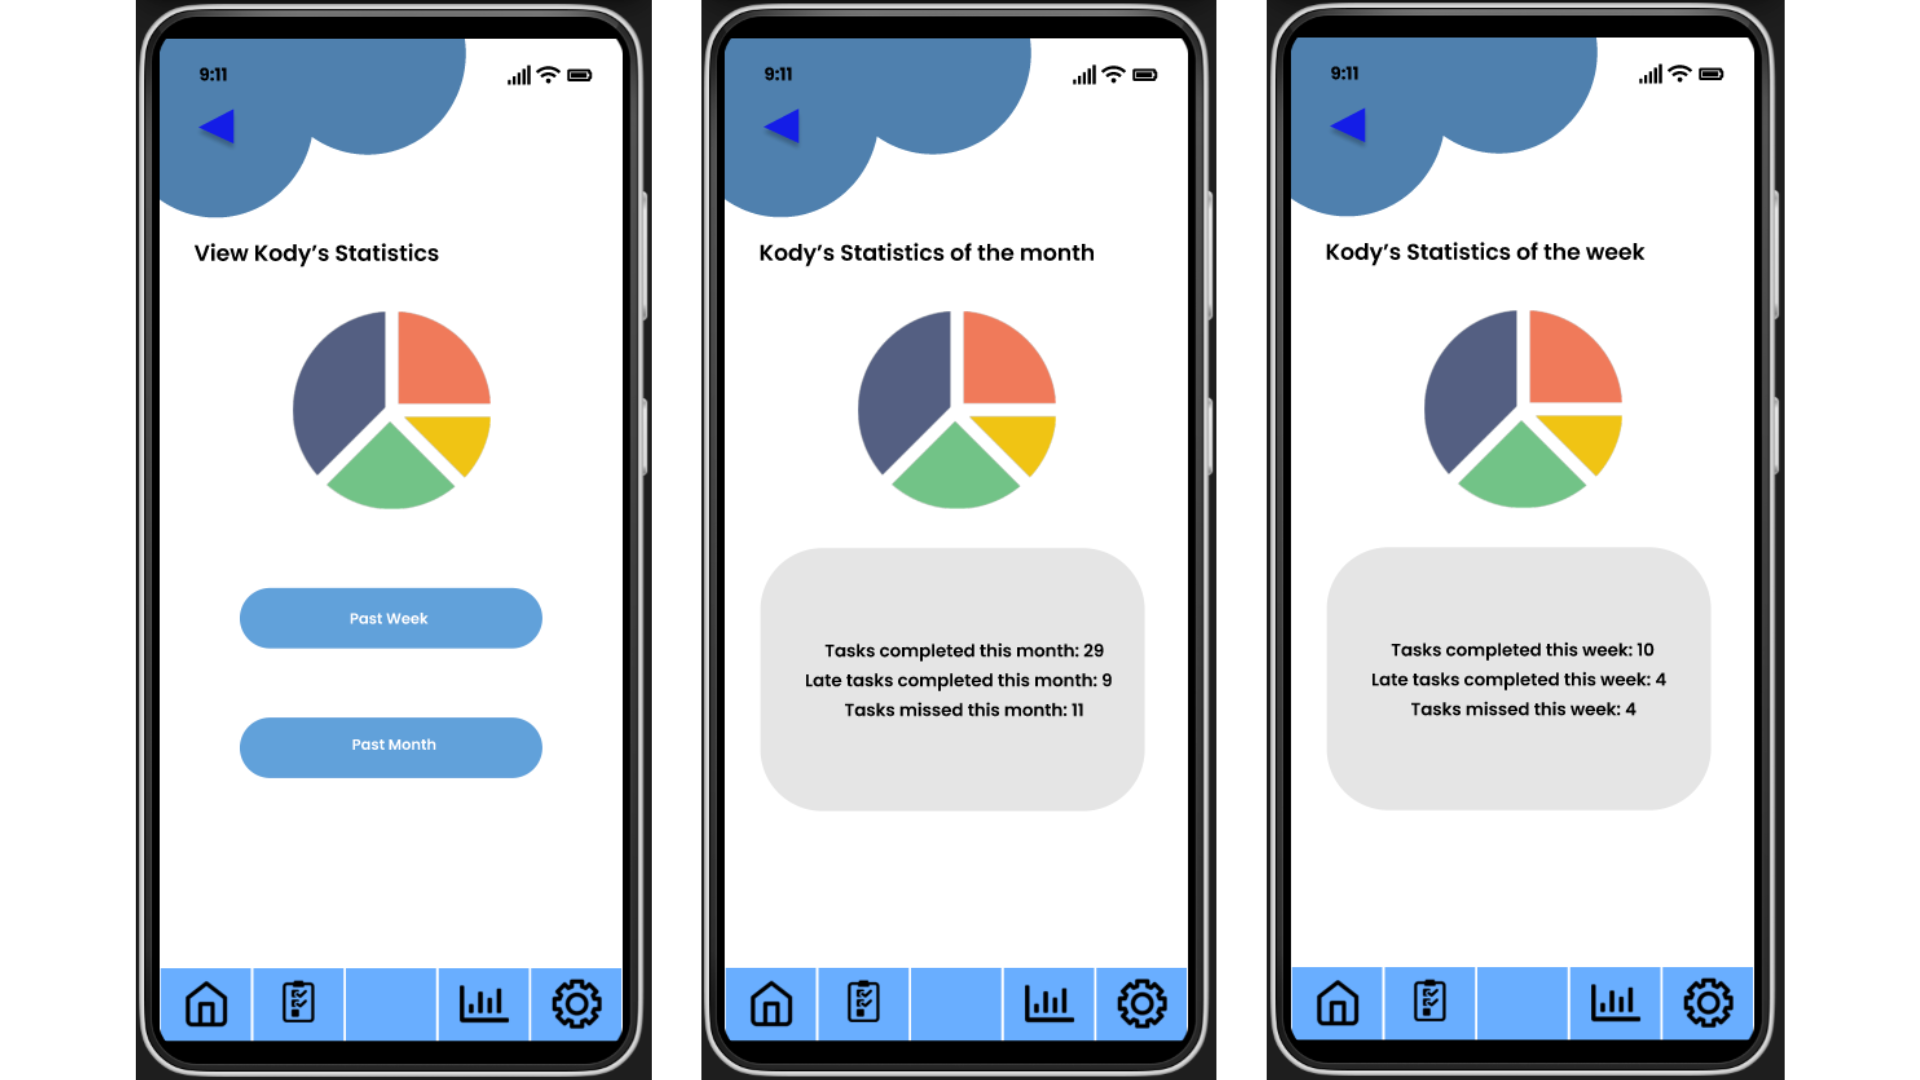 9:11
View Kody's Statistics
Past Week
Past Month
9:11
Kody's Statistics of the month
Tasks completed this month: 29
Late tasks completed this month: 9
Tasks missed this month: 11
9:11
Kody's Statistics of the week
Tasks completed this week: 10
Late tasks completed this week: 4
Tasks missed this week: 4